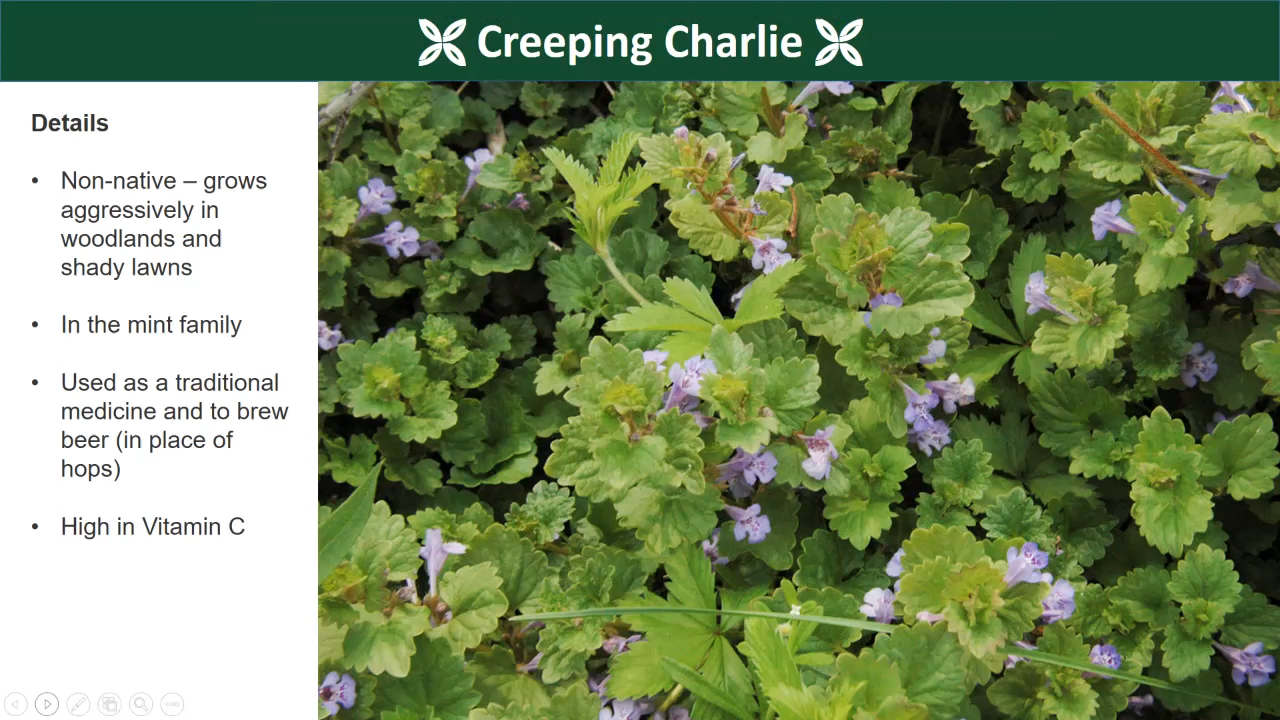 Creeping Charlie
Details
• Non-native – grows
aggressively in
woodlands and
shady lawns
• In the mint family
• Used as a traditional
medicine and to brew
beer (in place of
hops)
• High in Vitamin C